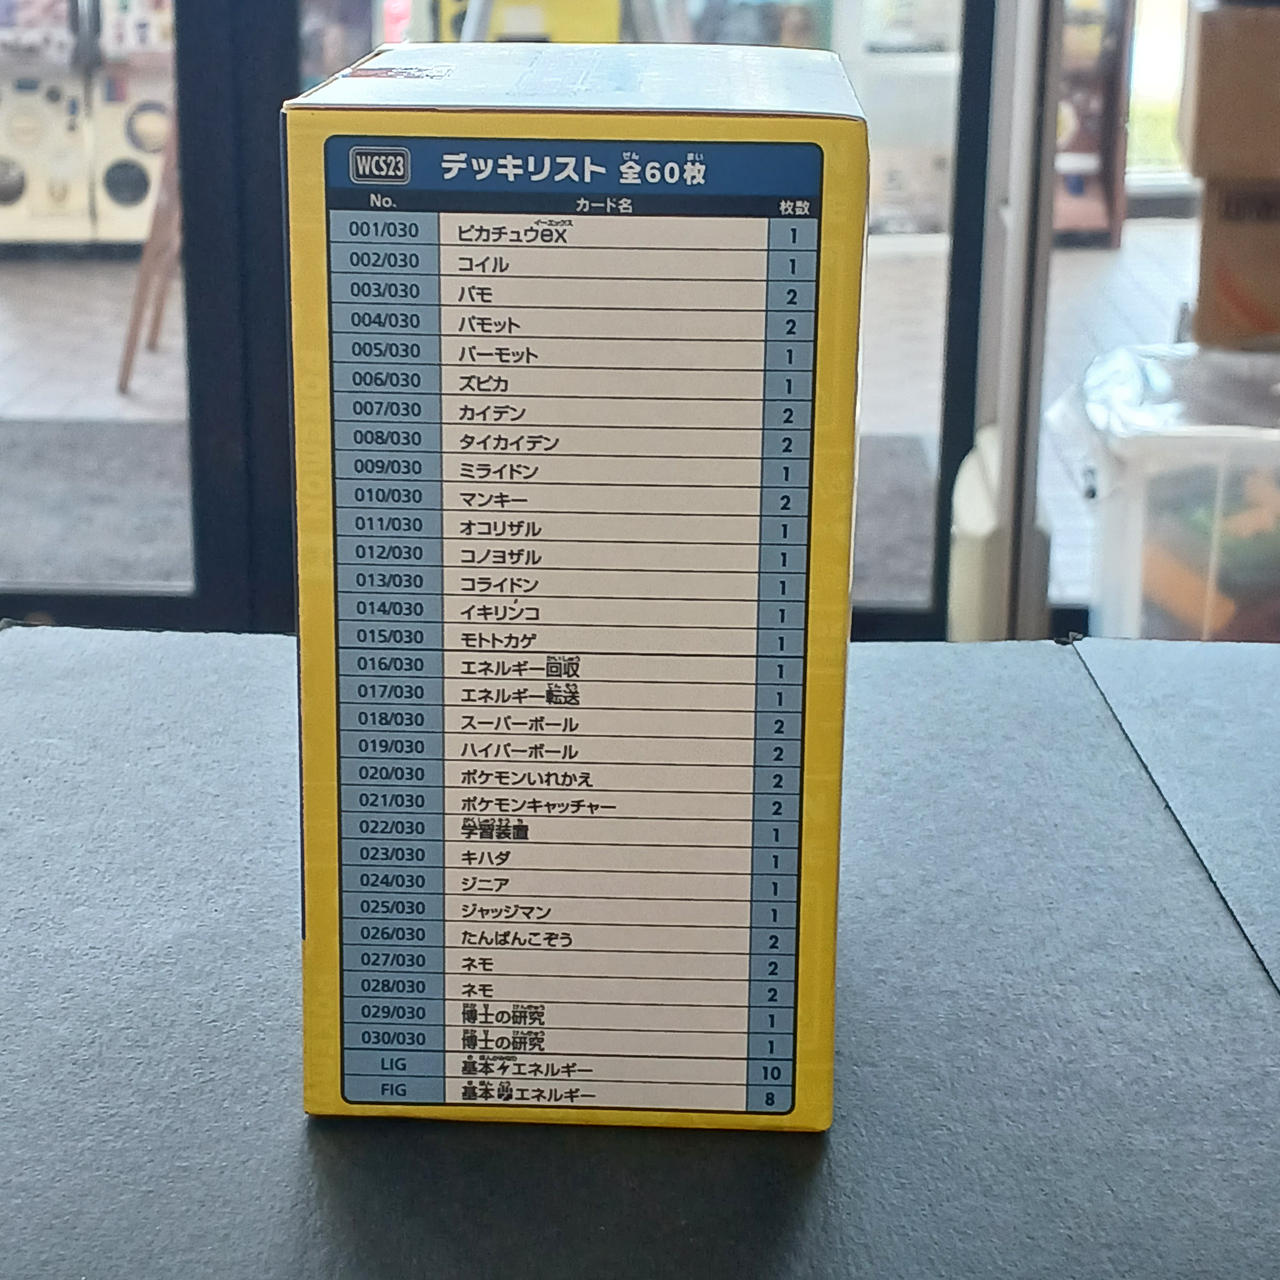 WCS23 デッキリスト 全60枚
No. カード名 枚数
001/030 ピカチュウex 1
002/030 コイル 1
003/030 パモ 2
004/030 パモット 2
005/030 パーモット 1
006/030 ズピカ 1
007/030 カイデン 2
008/030 タイカイデン 2
009/030 ミライドン 1
010/030 マンキー 2
011/030 オコリザル 1
012/030 コノヨザル 1
013/030 コライドン 1
014/030 イキリンコ 1
015/030 モトトカゲ 1
016/030 エネルギー回収 1
017/030 エネルギー転送 1
018/030 スーパーボール 2
019/030 ハイパーボール 2
020/030 ポケモンいれかえ 2
021/030 ポケモンキャッチャー 2
022/030 学習装置 1
023/030 キハダ 1
024/030 ジニア 1
025/030 ジャッジマン 1
026/030 たんぱんこぞう 2
027/030 ネモ 2
028/030 ネモ 2
029/030 博士の研究 1
030/030 博士の研究 1
LIG 基本エネルギー 10
FIG 基本エネルギー 8